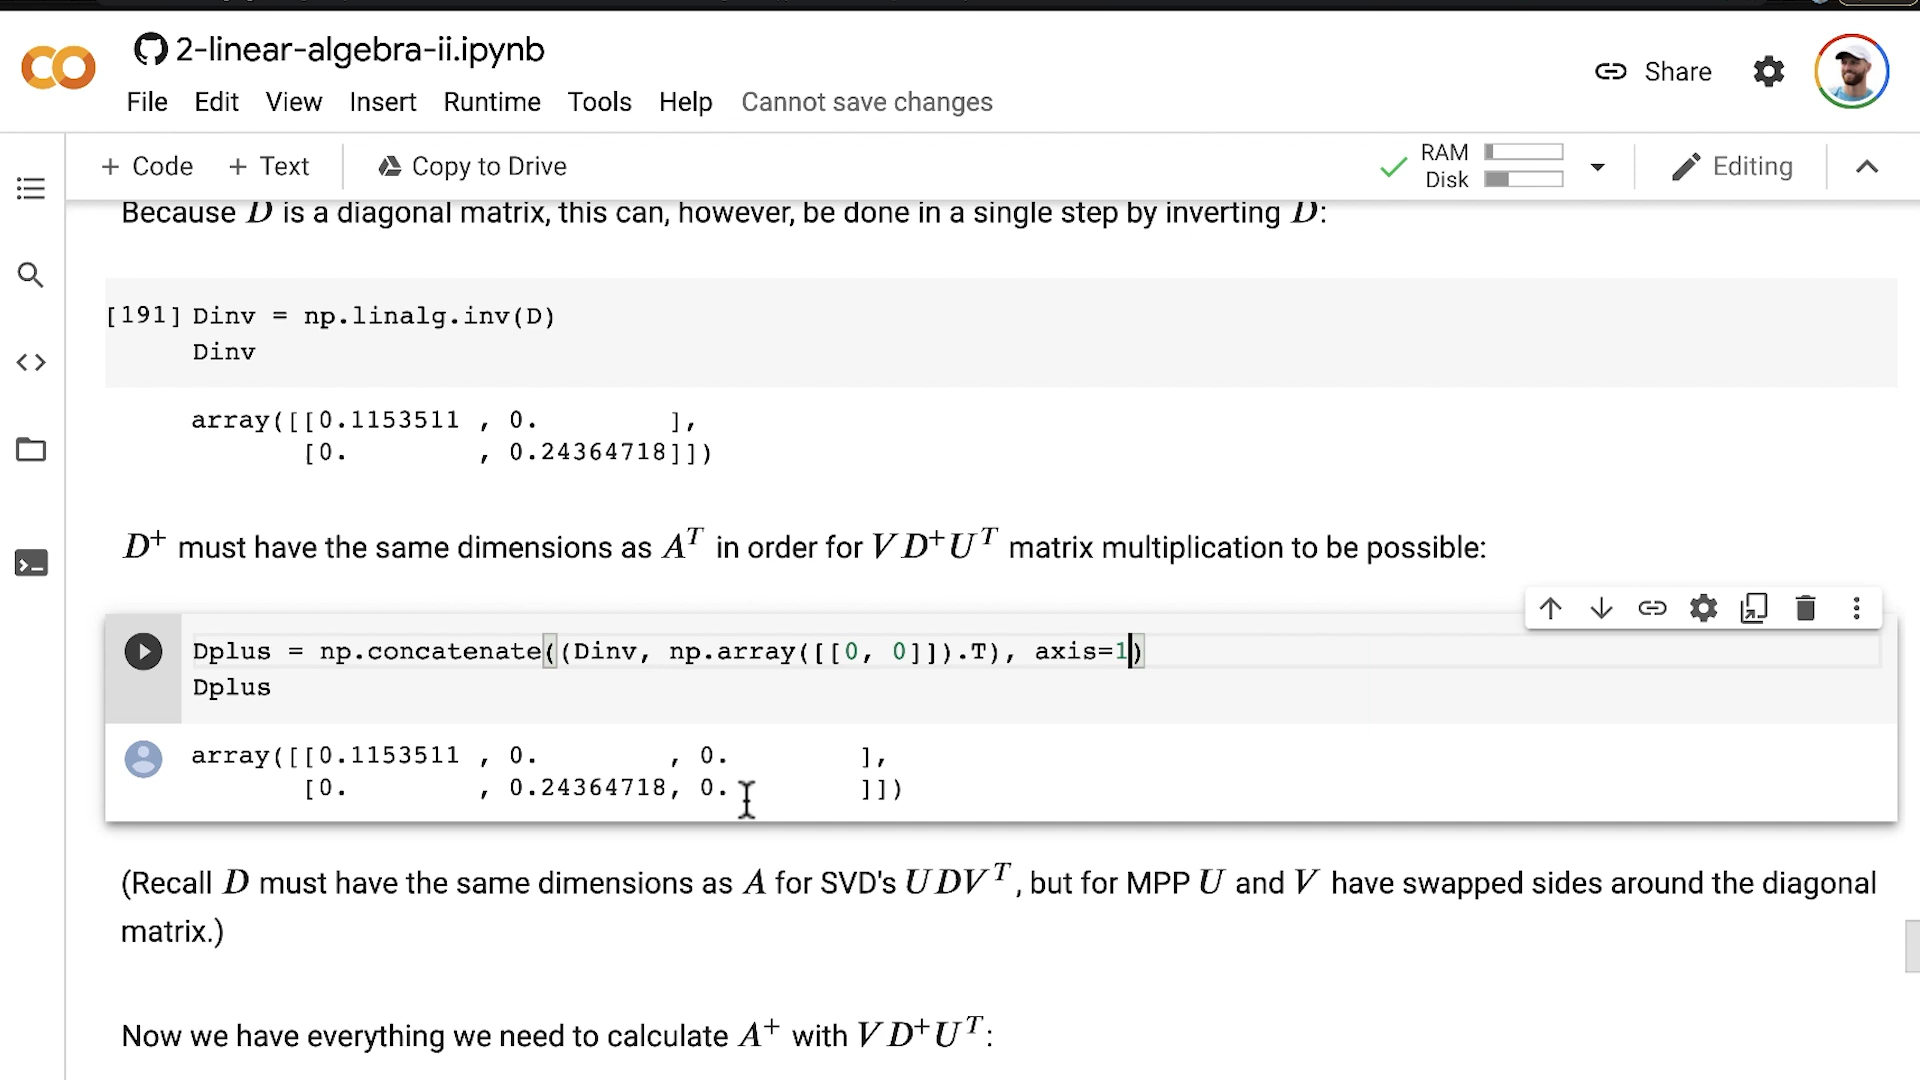 2-linear-algebra-ii.ipynb
File Edit View Insert Runtime Tools Help Cannot save changes
Share
+ Code + Text Copy to Drive
RAM
Disk
Editing
Because D is a diagonal matrix, this can, however, be done in a single step by inverting D:
[191] Dinv = np.linalg.inv(D)
Dinv
array([[0.1153511 , 0. ],
[0. , 0.24364718]])
D⁺ must have the same dimensions as Aᵀ in order for VD⁺Uᵀ matrix multiplication to be possible:
Dplus = np.concatenate((Dinv, np.array([[0, 0]]).T), axis=1)
Dplus
array([[0.1153511 , 0. , 0. ],
[0. , 0.24364718, 0. ]])
(Recall D must have the same dimensions as A for SVD's UDVᵀ, but for MPP U and V have swapped sides around the diagonal
matrix.)
Now we have everything we need to calculate A⁺ with VD⁺Uᵀ: